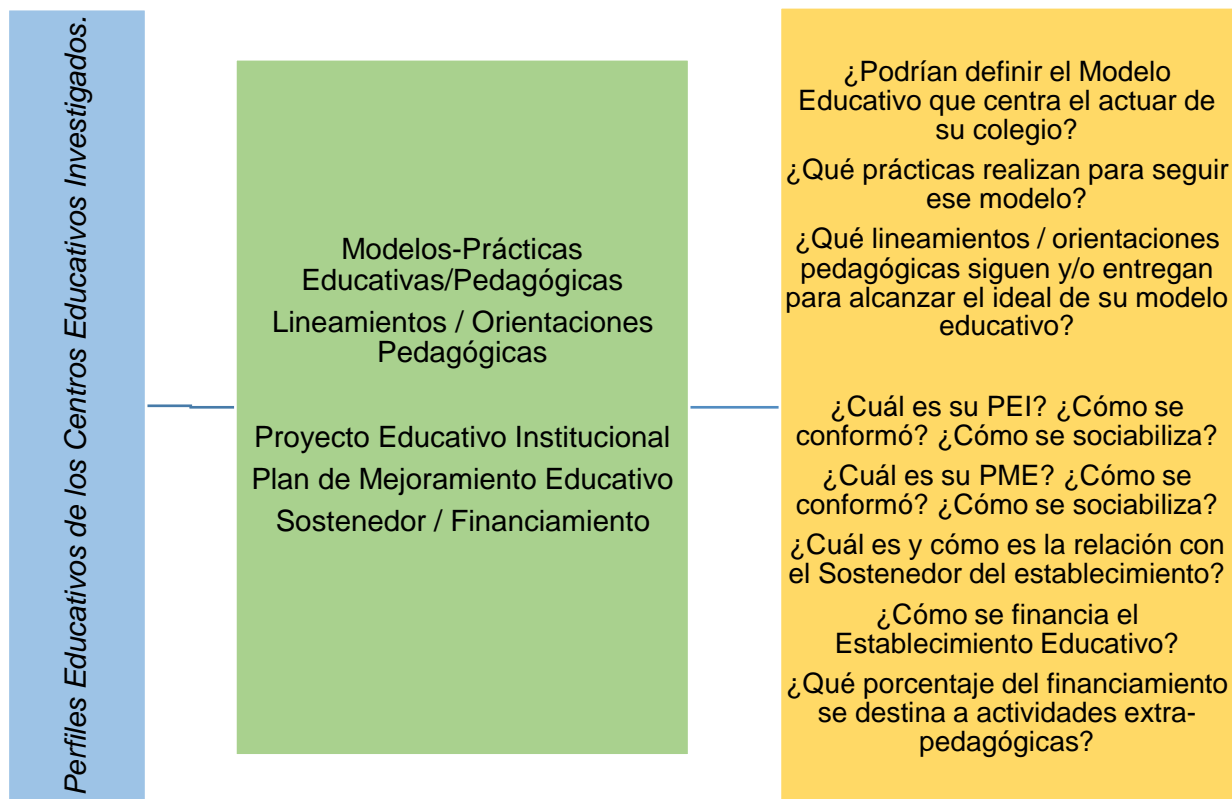 Perfiles Educativos de los Centros Educativos Investigados.
Modelos-Prácticas
Educativas/Pedagógicas
Lineamientos / Orientaciones
Pedagógicas
Proyecto Educativo Institucional
Plan de Mejoramiento Educativo
Sostenedor / Financiamiento
¿Podrían definir el Modelo
Educativo que centra el actuar de
su colegio?
¿Qué prácticas realizan para seguir
ese modelo?
¿Qué lineamientos / orientaciones
pedagógicas siguen y/o entregan
para alcanzar el ideal de su modelo
educativo?
¿Cuál es su PEI? ¿Cómo se
conformó? ¿Cómo se sociabiliza?
¿Cuál es su PME? ¿Cómo se
conformó? ¿Cómo se sociabiliza?
¿Cuál es y cómo es la relación con
el Sostenedor del establecimiento?
¿Cómo se financia el
Establecimiento Educativo?
¿Qué porcentaje del financiamiento
se destina a actividades extra-
pedagógicas?